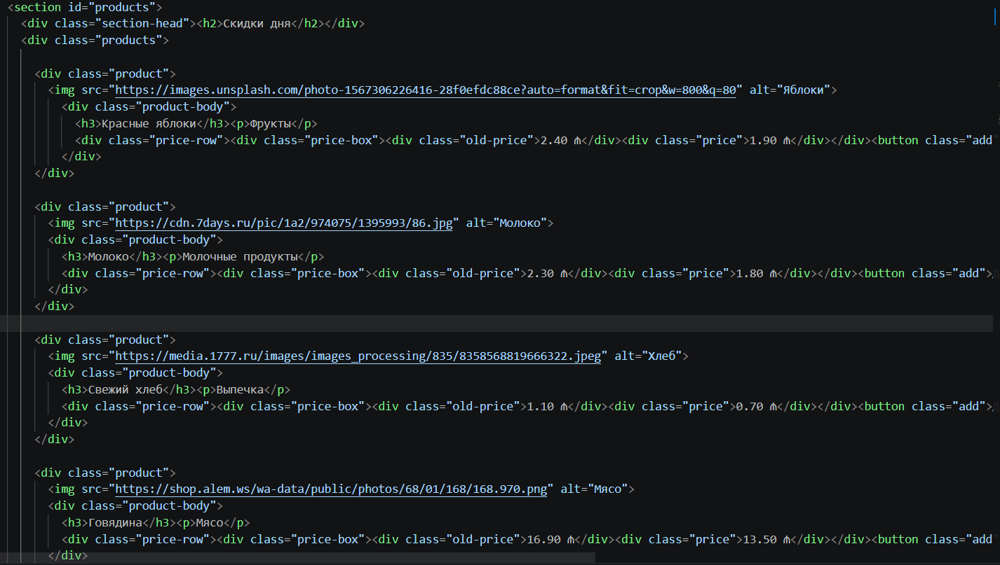 <section id="products">
<div class="section-head"><h2>Скидки дня</h2></div>
<div class="products">
<div class="product">
<img src="https://images.unsplash.com/photo-1567306226416-28f0efdc88ce?auto=format&fit=crop&w=800&q=80" alt="Яблоки">
<div class="product-body">
<h3>Красные яблоки</h3><p>Фрукты</p>
<div class="price-row"><div class="price-box"><div class="old-price">2.40 ₼</div><div class="price">1.90 ₼</div></div><button class="add"
</div>
</div>
<div class="product">
<img src="https://cdn.7days.ru/pic/1a2/974075/1395993/86.jpg" alt="Молоко">
<div class="product-body">
<h3>Молоко</h3><p>Молочные продукты</p>
<div class="price-row"><div class="price-box"><div class="old-price">2.30 ₼</div><div class="price">1.80 ₼</div></div><button class="add">
</div>
</div>
<div class="product">
<img src="https://media.1777.ru/images/images_processing/835/8358568819666322.jpeg" alt="Хлеб">
<div class="product-body">
<h3>Свежий хлеб</h3><p>Выпечка</p>
<div class="price-row"><div class="price-box"><div class="old-price">1.10 ₼</div><div class="price">0.70 ₼</div></div><button class="add">
</div>
</div>
<div class="product">
<img src="https://shop.alem.ws/wa-data/public/photos/68/01/168/168.970.png" alt="Мясо">
<div class="product-body">
<h3>Говядина</h3><p>Мясо</p>
<div class="price-row"><div class="price-box"><div class="old-price">16.90 ₼</div><div class="price">13.50 ₼</div></div><button class="add
</div>